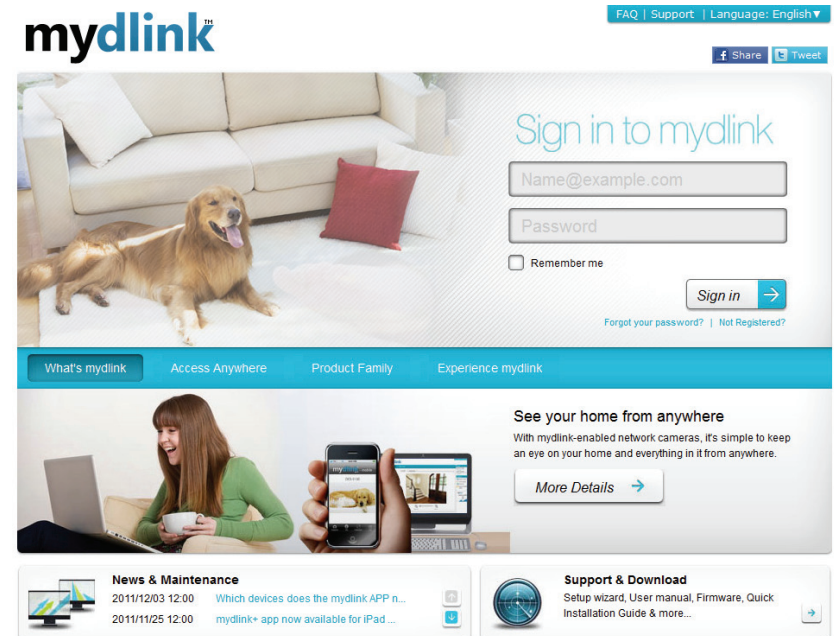 mydlink™
FAQ | Support | Language: English▼
Share Tweet
Sign in to mydlink
Name@example.com
Password
Remember me
Sign in
Forgot your password? | Not Registered?
What's mydlink Access Anywhere Product Family Experience mydlink
See your home from anywhere
With mydlink-enabled network cameras, it's simple to keep
an eye on your home and everything in it from anywhere.
More Details
mydlink
News & Maintenance
2011/12/03 12:00 Which devices does the mydlink APP n...
2011/11/25 12:00 mydlink+ app now available for iPad ...
Support & Download
Setup wizard, User manual, Firmware, Quick
Installation Guide & more...